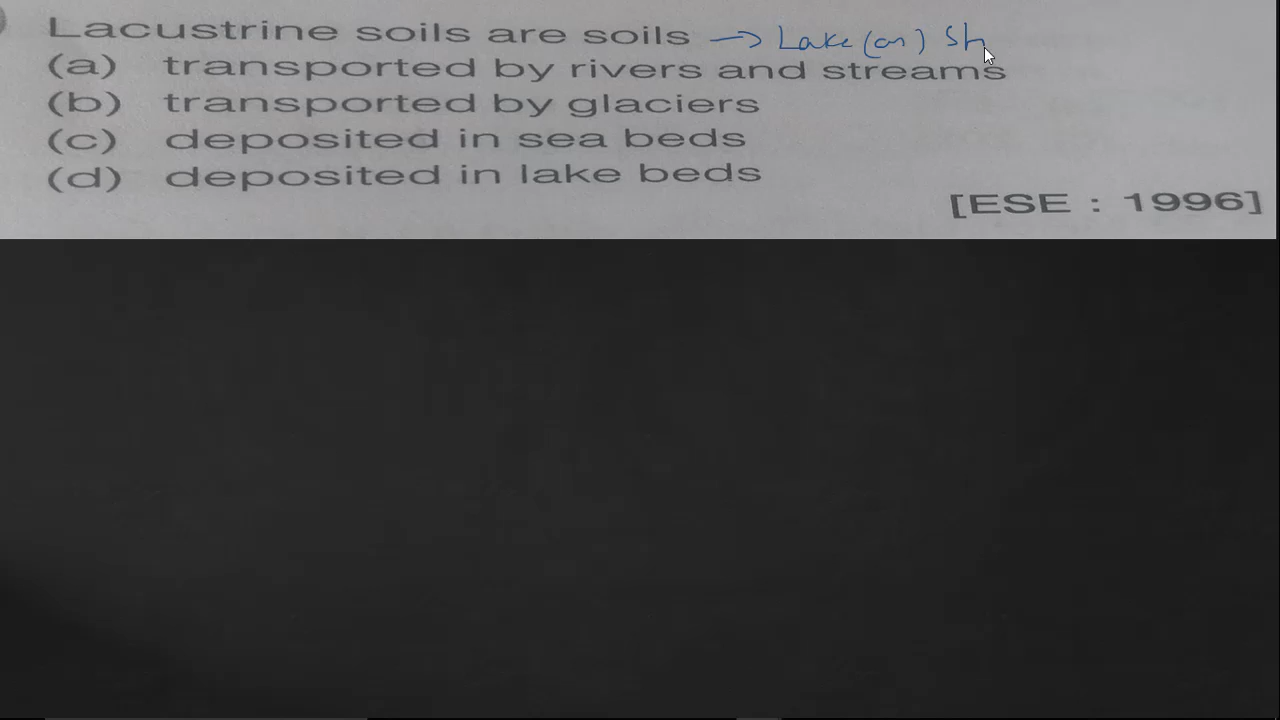 Lacustrine soils are soils → Lake (or) Sh
(a) transported by rivers and streams
(b) transported by glaciers
(c) deposited in sea beds
(d) deposited in lake beds
[ESE : 1996]